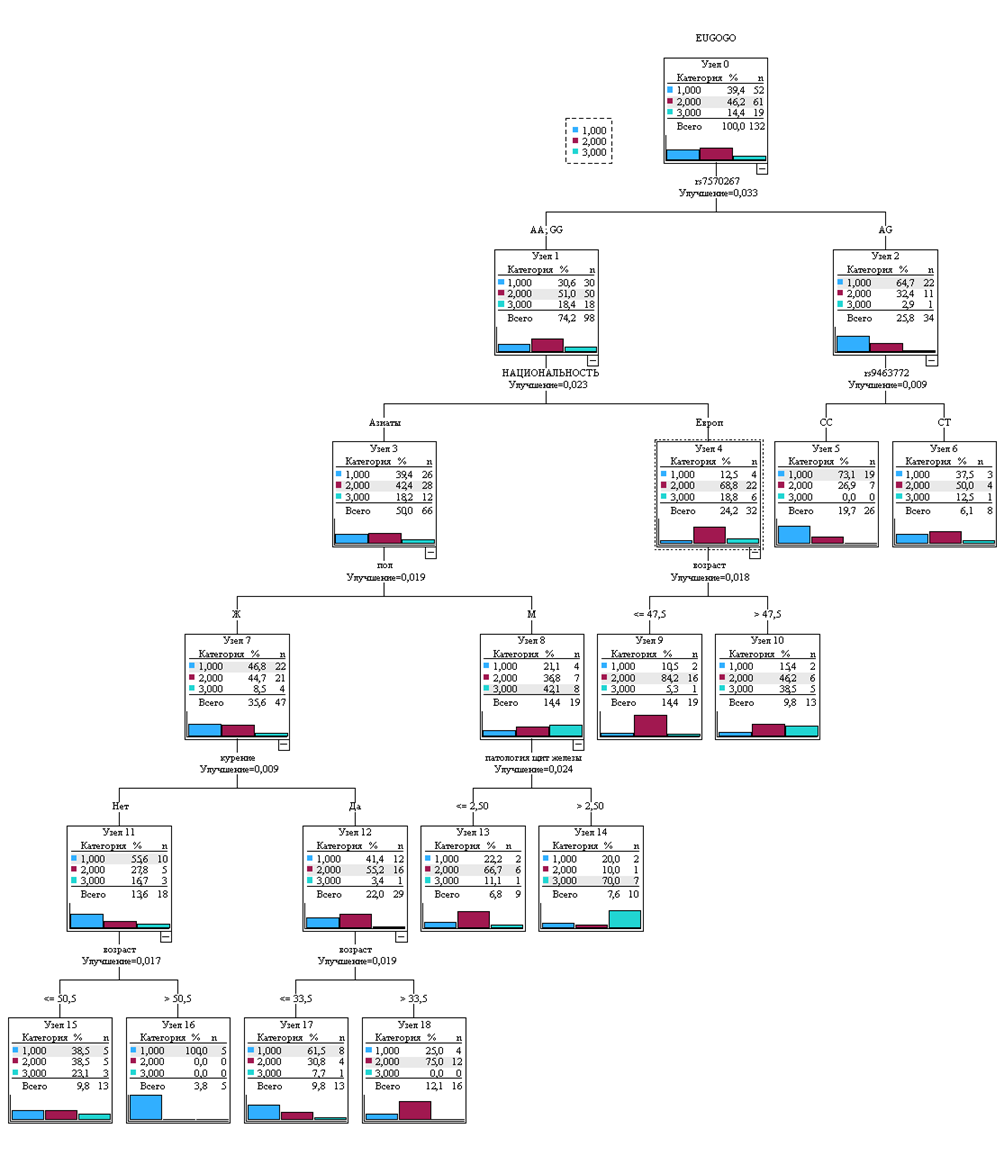 EUGOGO
Узел 0
Категория % n
1,000 39,4 52
2,000 46,2 61
3,000 14,4 19
Всего 100,0 132
1,000
2,000
3,000
rs7570267
Улучшение=0,033
AA; GG
AG
Узел 1
Категория % n
1,000 30,6 30
2,000 51,0 50
3,000 18,4 18
Всего 74,2 98
Узел 2
Категория % n
1,000 64,7 22
2,000 32,4 11
3,000 2,9 1
Всего 25,8 34
НАЦИОНАЛЬНОСТЬ
Улучшение=0,023
rs9463772
Улучшение=0,009
Азиаты
Европ
CC
CT
Узел 3
Категория % n
1,000 39,4 26
2,000 42,4 28
3,000 18,2 12
Всего 50,0 66
Узел 4
Категория % n
1,000 12,5 4
2,000 68,8 22
3,000 18,8 6
Всего 24,2 32
Узел 5
Категория % n
1,000 73,1 19
2,000 26,9 7
3,000 0,0 0
Всего 19,7 26
Узел 6
Категория % n
1,000 37,5 3
2,000 50,0 4
3,000 12,5 1
Всего 6,1 8
пол
Улучшение=0,019
возраст
Улучшение=0,018
Ж
М
<= 47,5
> 47,5
Узел 7
Категория % n
1,000 46,8 22
2,000 44,7 21
3,000 8,5 4
Всего 35,6 47
Узел 8
Категория % n
1,000 21,1 4
2,000 36,8 7
3,000 42,1 8
Всего 14,4 19
Узел 9
Категория % n
1,000 10,5 2
2,000 84,2 16
3,000 5,3 1
Всего 14,4 19
Узел 10
Категория % n
1,000 15,4 2
2,000 46,2 6
3,000 38,5 5
Всего 9,8 13
курение
Улучшение=0,009
патология щит железы
Улучшение=0,024
Нет
Да
<= 2,50
> 2,50
Узел 11
Категория % n
1,000 55,6 10
2,000 27,8 5
3,000 16,7 3
Всего 13,6 18
Узел 12
Категория % n
1,000 41,4 12
2,000 55,2 16
3,000 3,4 1
Всего 22,0 29
Узел 13
Категория % n
1,000 22,2 2
2,000 66,7 6
3,000 11,1 1
Всего 6,8 9
Узел 14
Категория % n
1,000 20,0 2
2,000 10,0 1
3,000 70,0 7
Всего 7,6 10
возраст
Улучшение=0,017
возраст
Улучшение=0,019
<= 50,5
> 50,5
<= 33,5
> 33,5
Узел 15
Категория % n
1,000 38,5 5
2,000 38,5 5
3,000 23,1 3
Всего 9,8 13
Узел 16
Категория % n
1,000 100,0 5
2,000 0,0 0
3,000 0,0 0
Всего 3,8 5
Узел 17
Категория % n
1,000 61,5 8
2,000 30,8 4
3,000 7,7 1
Всего 9,8 13
Узел 18
Категория % n
1,000 25,0 4
2,000 75,0 12
3,000 0,0 0
Всего 12,1 16